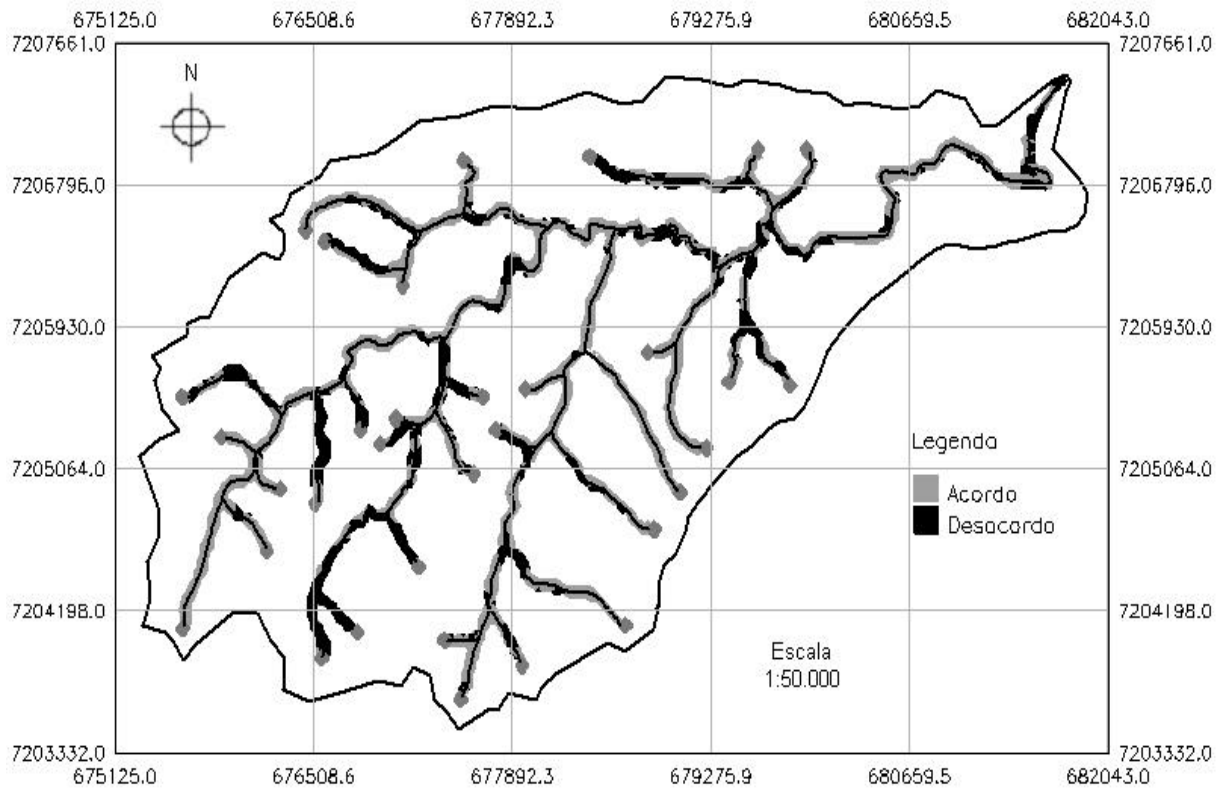 675125.0 676508.6 677892.3 679275.9 680659.5 682043.0
7207661.0 7207661.0
N
7206796.0 7206796.0
7205930.0 7205930.0
Legenda
7205064.0 7205064.0
Acordo
Desacordo
7204198.0 7204198.0
Escala
1:50.000
7203332.0 7203332.0
675125.0 676508.6 677892.3 679275.9 680659.5 682043.0